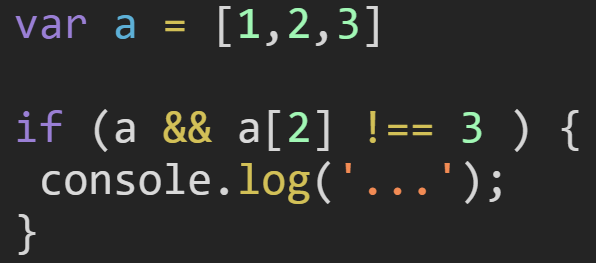 var a = [1,2,3]
if (a && a[2] !== 3 ) {
console.log('...');
}